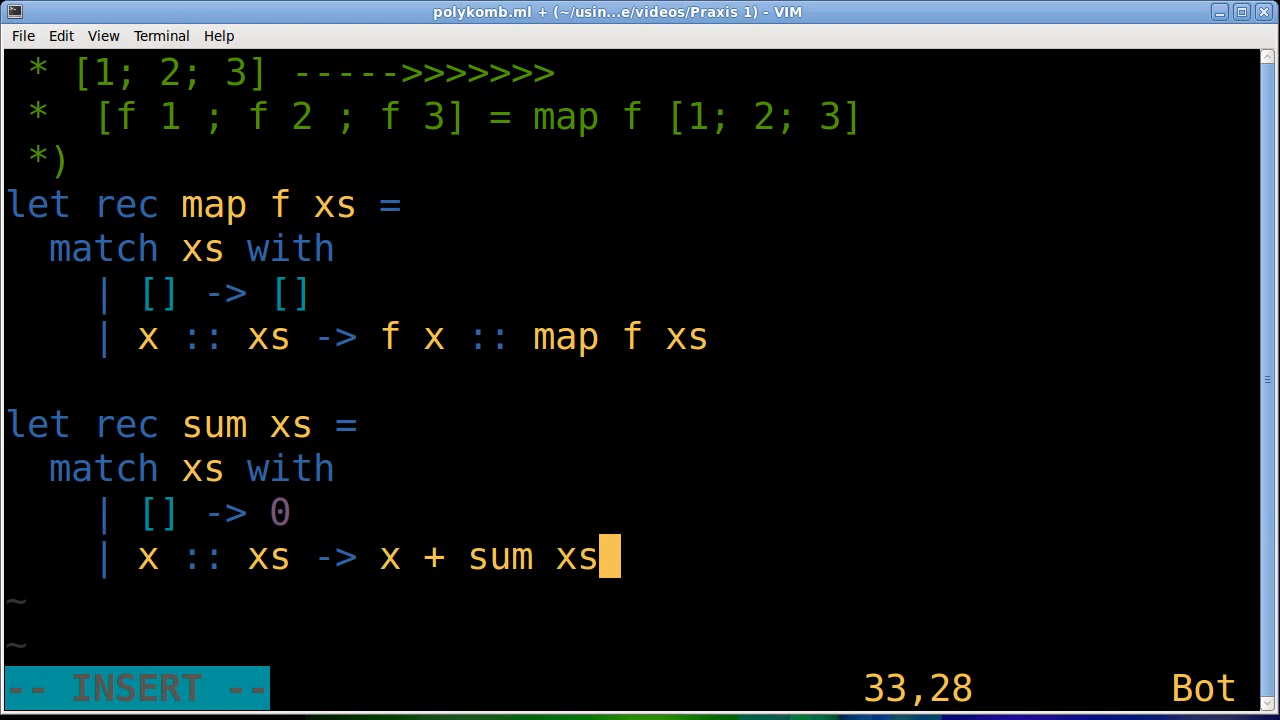 polykomb.ml + (~/usin...e/videos/Praxis 1) - VIM
File Edit View Terminal Help
 * [1; 2; 3] ----->>>>>>>
 *  [f 1 ; f 2 ; f 3] = map f [1; 2; 3]
 *)
let rec map f xs =
  match xs with
    | [] -> []
    | x :: xs -> f x :: map f xs

let rec sum xs =
  match xs with
    | [] -> 0
    | x :: xs -> x + sum xs
~
~
-- INSERT -- 33,28 Bot